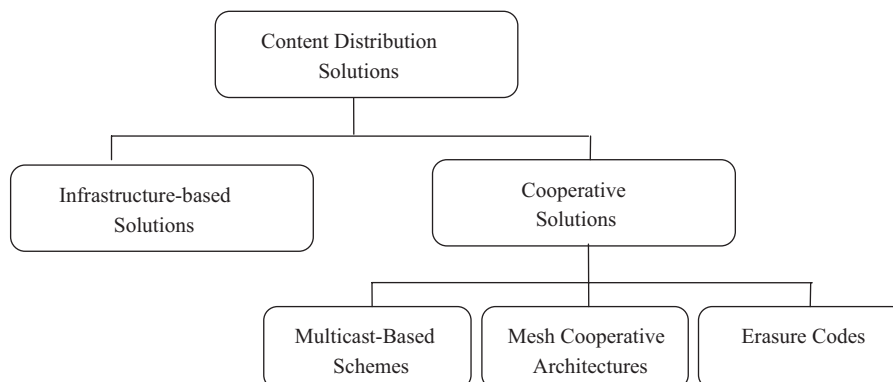 Content Distribution
Solutions
Infrastructure-based
Solutions
Cooperative
Solutions
Multicast-Based
Schemes
Mesh Cooperative
Architectures
Erasure Codes